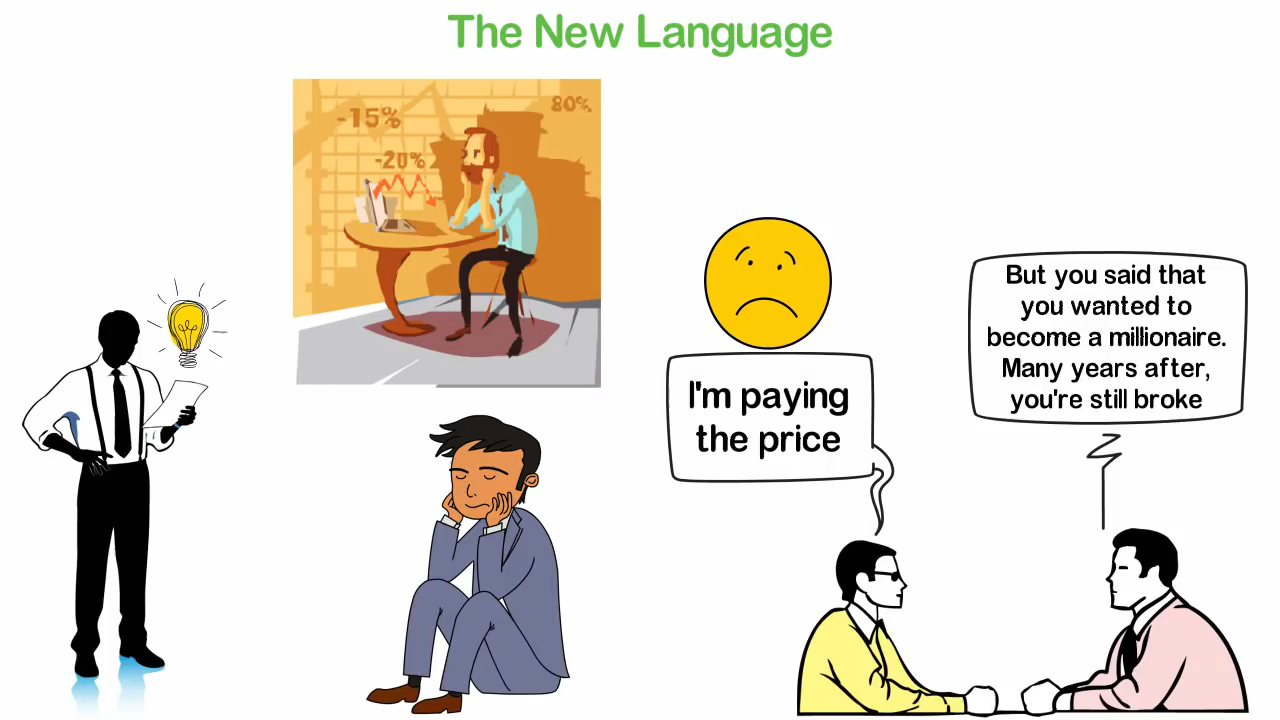 The New Language
-15%
80%
-20%
I'm paying
the price
But you said that
you wanted to
become a millionaire.
Many years after,
you're still broke